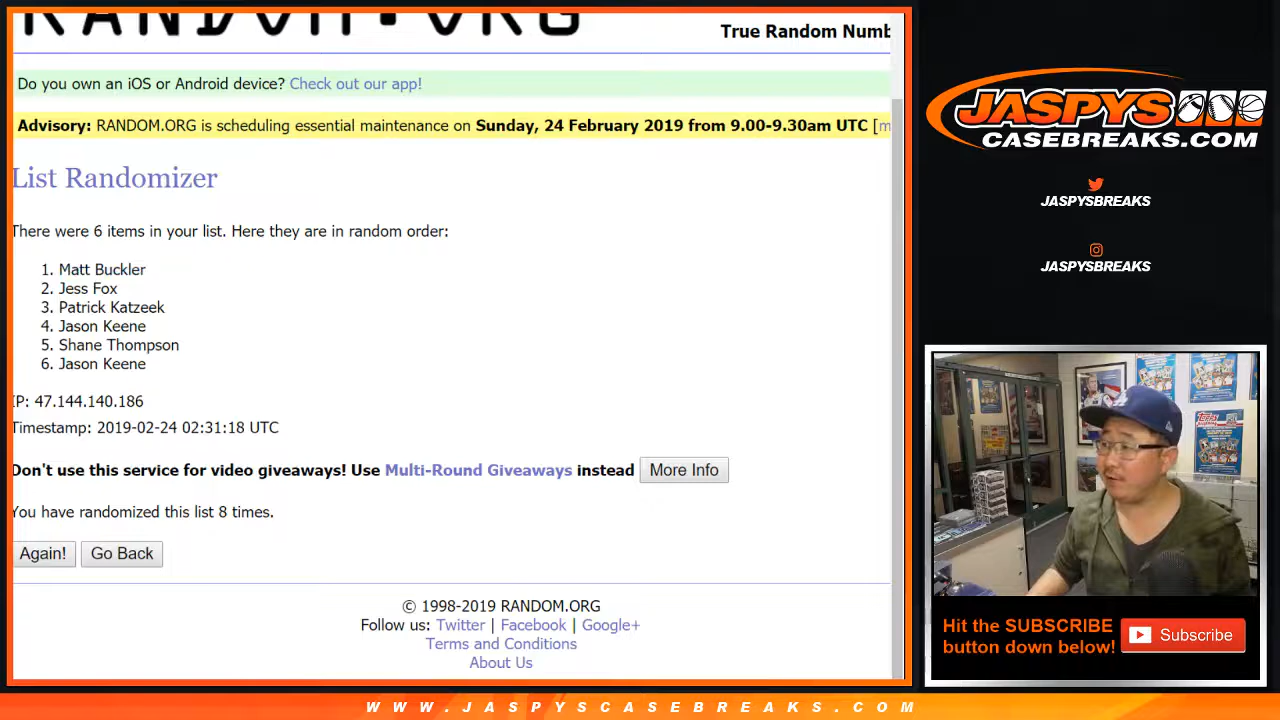 RANDOM.ORG
True Random Numb
Do you own an iOS or Android device? Check out our app!
Advisory: RANDOM.ORG is scheduling essential maintenance on Sunday, 24 February 2019 from 9.00-9.30am UTC [m
List Randomizer
There were 6 items in your list. Here they are in random order:
1. Matt Buckler
2. Jess Fox
3. Patrick Katzeek
4. Jason Keene
5. Shane Thompson
6. Jason Keene
IP: 47.144.140.186
Timestamp: 2019-02-24 02:31:18 UTC
Don't use this service for video giveaways! Use Multi-Round Giveaways instead More Info
You have randomized this list 8 times.
Again! Go Back
© 1998-2019 RANDOM.ORG
Follow us: Twitter | Facebook | Google+
Terms and Conditions
About Us
JASPYS
CASEBREAKS.COM
JASPYSBREAKS
JASPYSBREAKS
TOPPS
Hit the SUBSCRIBE
button down below!
Subscribe
WWW.JASPYSCASEBREAKS.COM